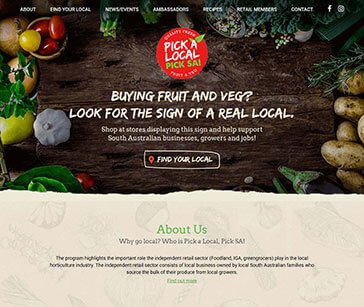 ABOUT FIND YOUR LOCAL NEWS/EVENTS AMBASSADORS RECIPES RETAIL MEMBERS CONTACT
QUALITY FRESH
PICK A
LOCAL
PICK SA!
FRUIT & VEG
BUYING FRUIT AND VEG?
LOOK FOR THE SIGN OF A REAL LOCAL.
Shop at stores displaying this sign and help support
South Australian businesses, growers and jobs!
FIND YOUR LOCAL
About Us
Why go local? Who is Pick a Local, Pick SA!
The program highlights the important role the independent retail sector (Foodland, IGA, greengrocers) play in the local
horticulture industry. The independent retail sector consists of local business owned by local South Australian families who
source the bulk of their produce from local growers.
Find out more